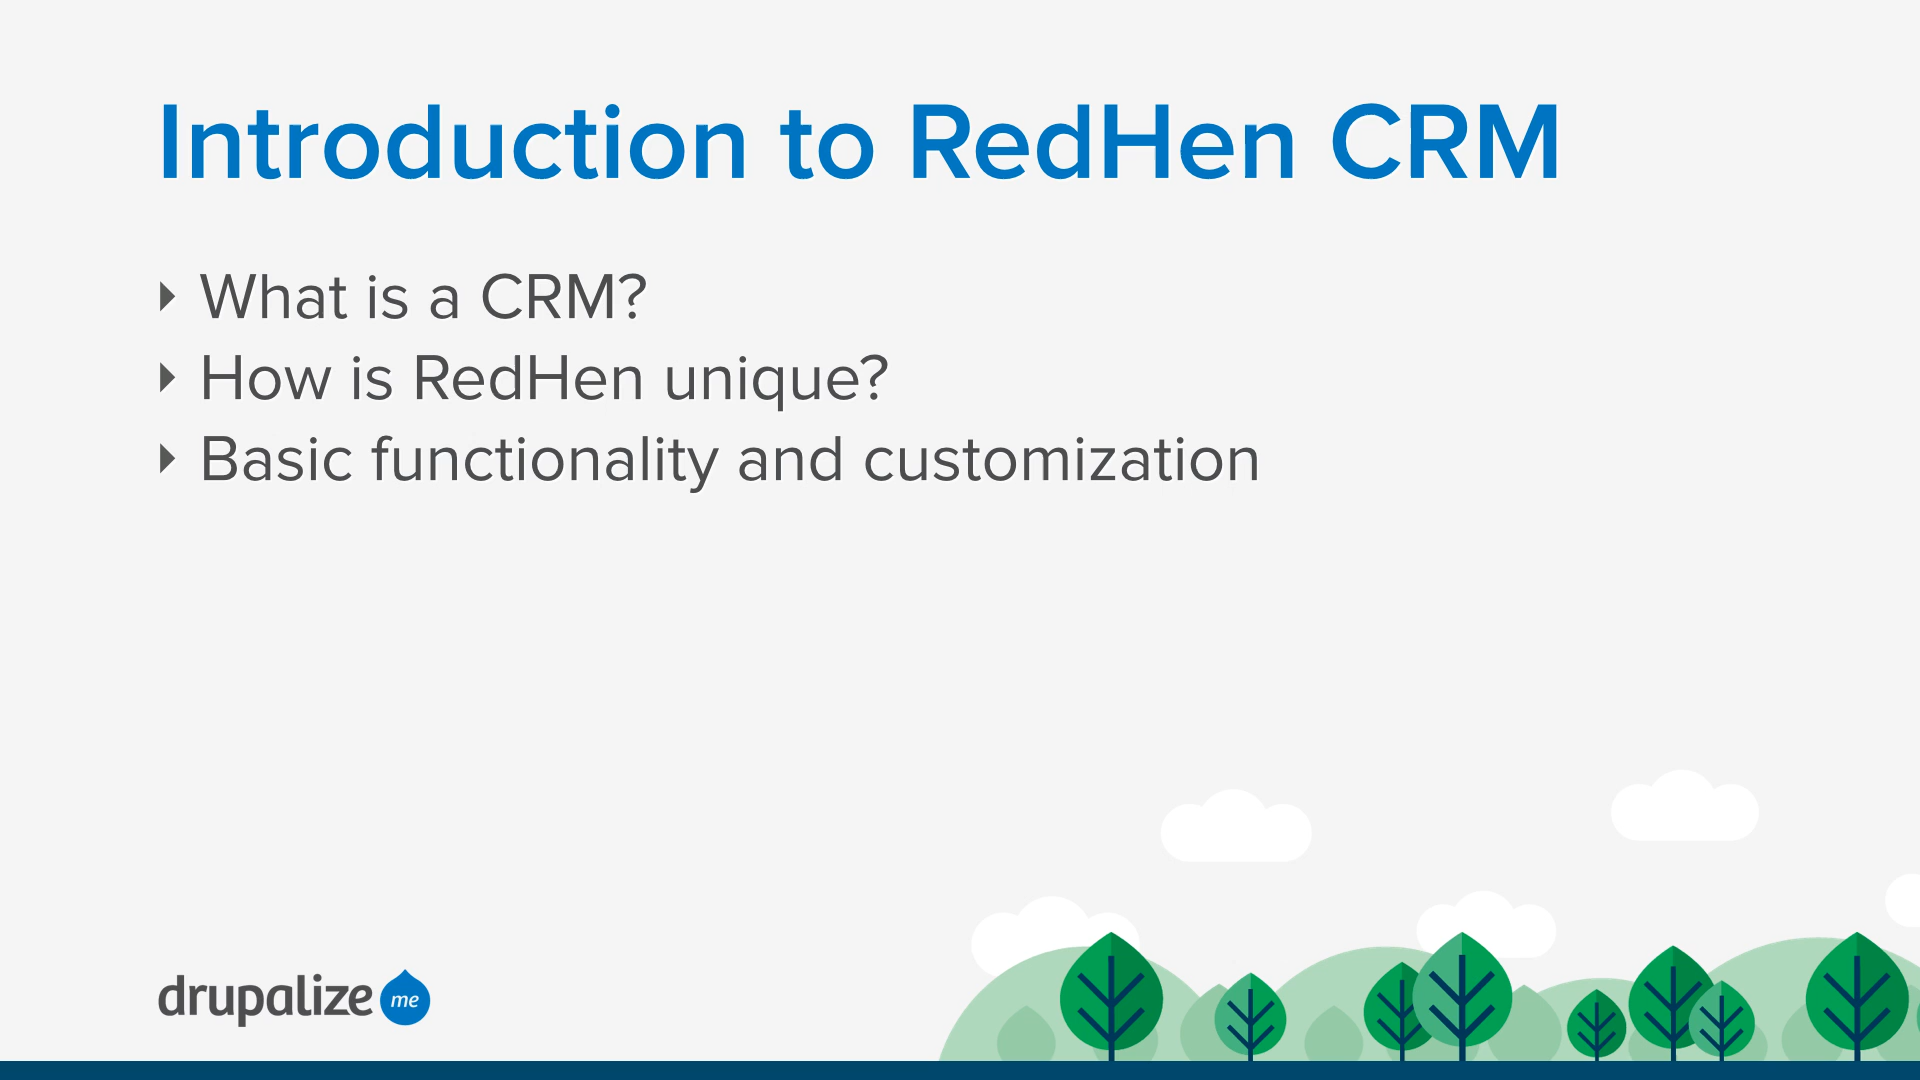 Introduction to RedHen CRM
What is a CRM?
How is RedHen unique?
Basic functionality and customization
drupalize me